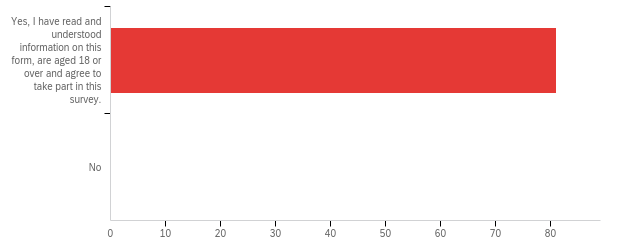 Yes, I have read and
understood
information on this
form, are aged 18 or
over and agree to
take part in this
survey.
No
0 10 20 30 40 50 60 70 80